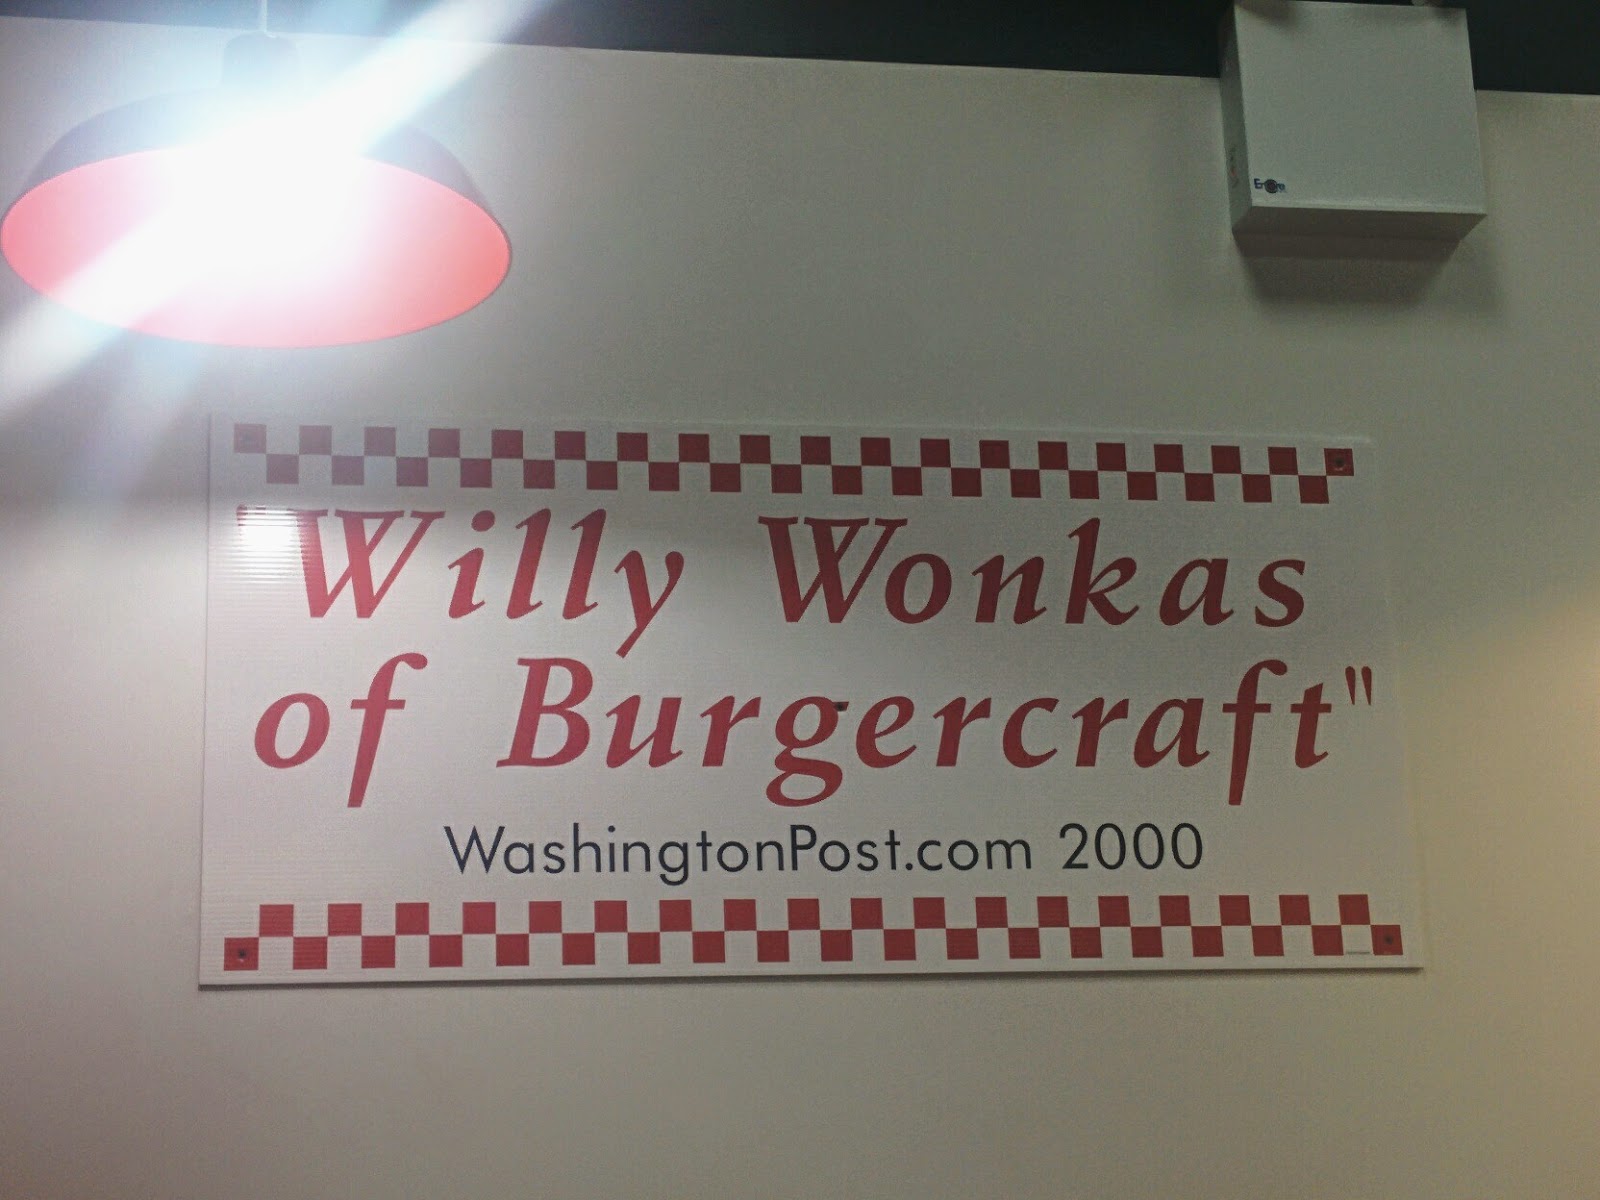 "Willy Wonkas
of Burgercraft"
WashingtonPost.com 2000